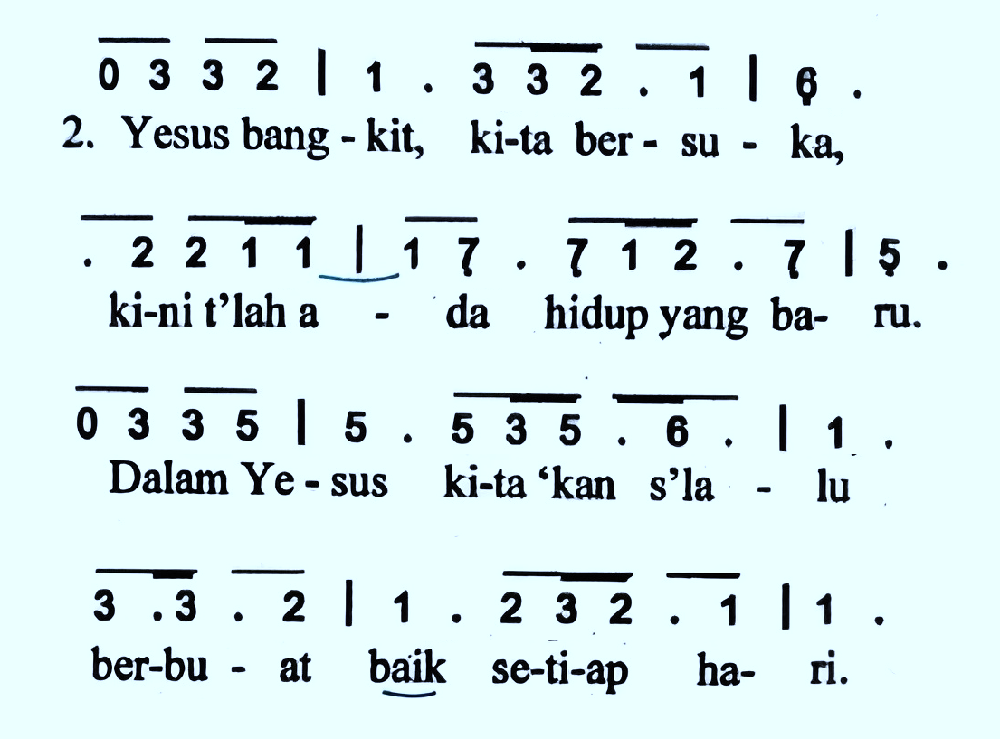 0 3 3 2 | 1 . 3 3 2 . 1 | 6̣ .
2. Yesus bang - kit, ki-ta ber - su - ka,
. 2 2 1 1 | 1 7̣ . 7̣ 1 2 . 7̣ | 5̣ .
ki-ni t’lah a - da hidup yang ba- ru.
0 3 3 5 | 5 . 5 3 5 . 6 . | 1 .
Dalam Ye - sus ki-ta ‘kan s’la - lu
3 . 3 . 2 | 1 . 2 3 2 . 1 | 1 .
ber-bu - at baik se-ti-ap ha- ri.